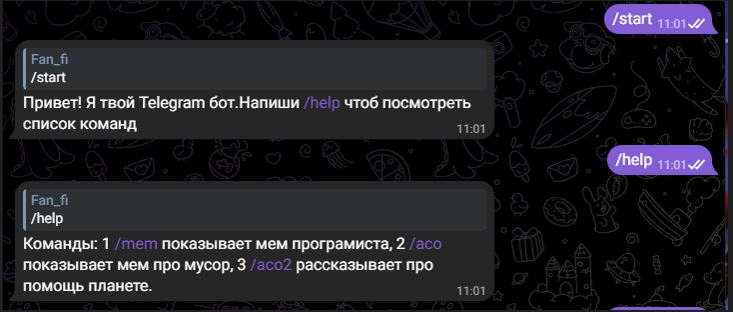 /start 11:01
Fan_fi
/start
Привет! Я твой Telegram бот.Напиши /help чтоб посмотреть
список команд
11:01
/help 11:01
Fan_fi
/help
Команды: 1 /mem показывает мем програмиста, 2 /aco
показывает мем про мусор, 3 /aco2 рассказывает про
помощь планете.
11:01